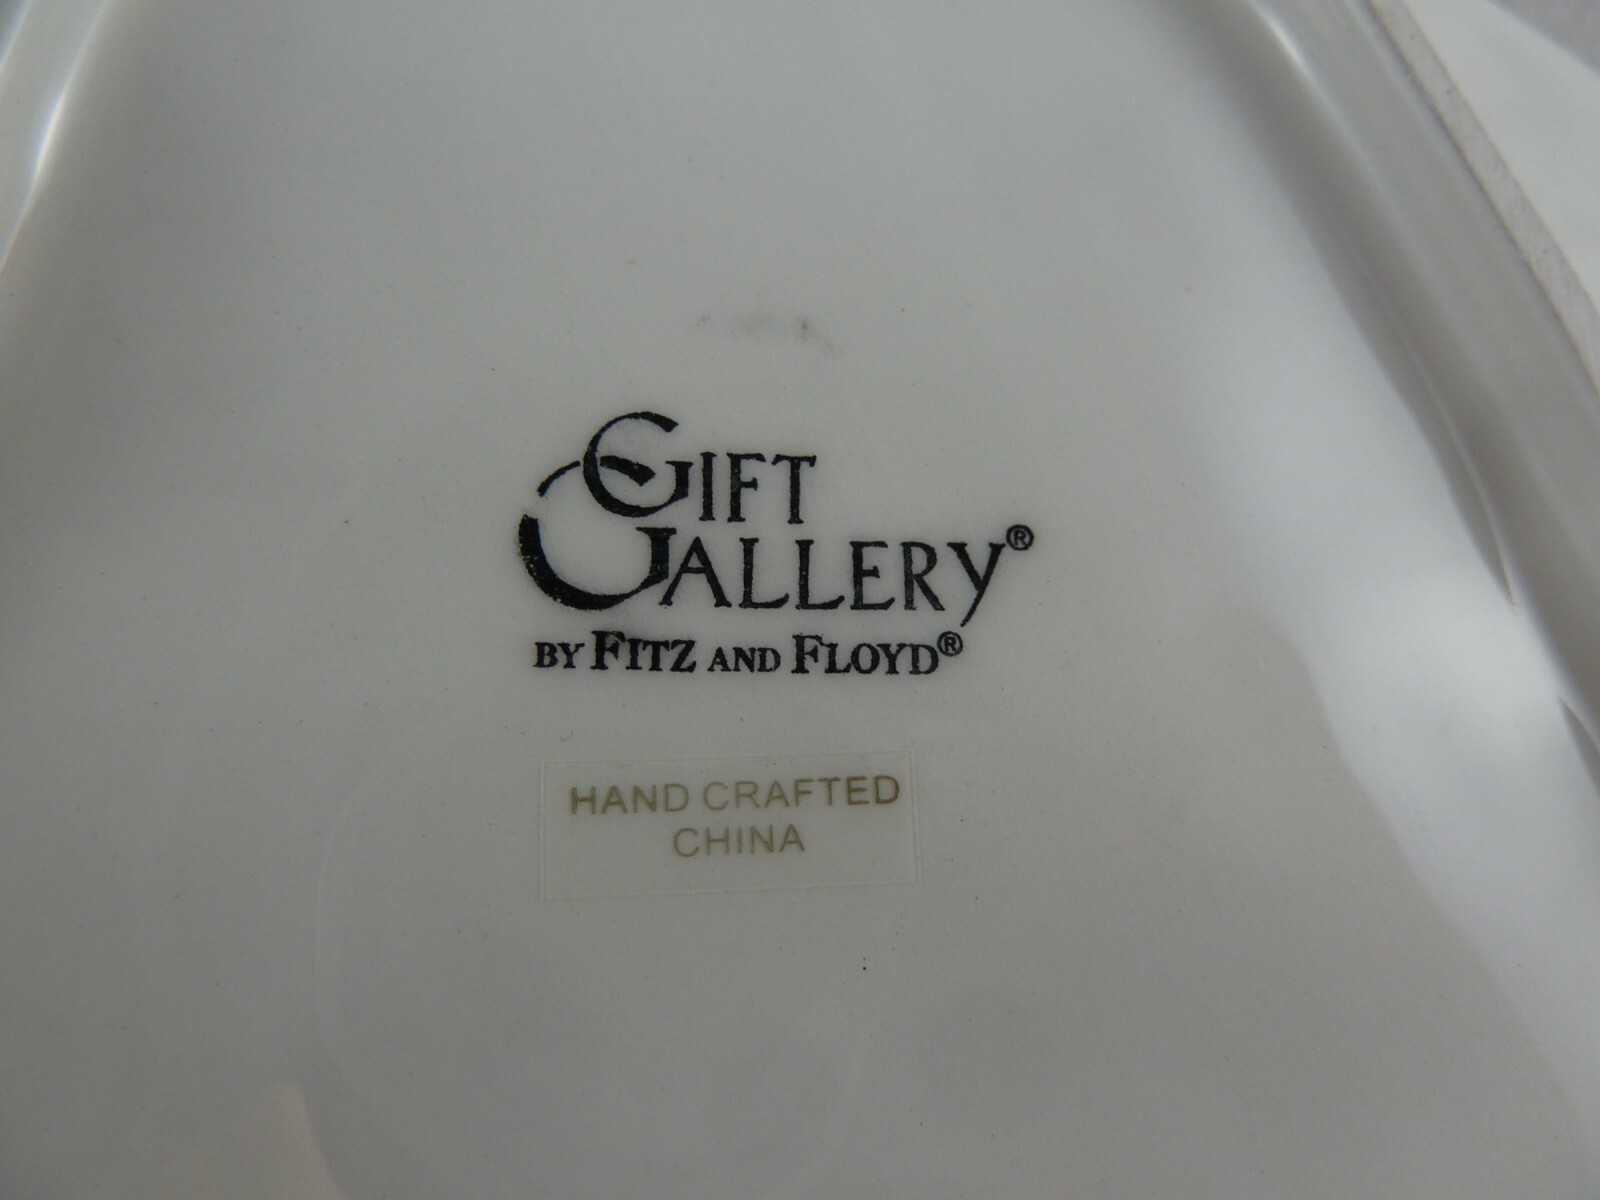 GIFT
GALLERY®
BY FITZ AND FLOYD®
HAND CRAFTED
CHINA